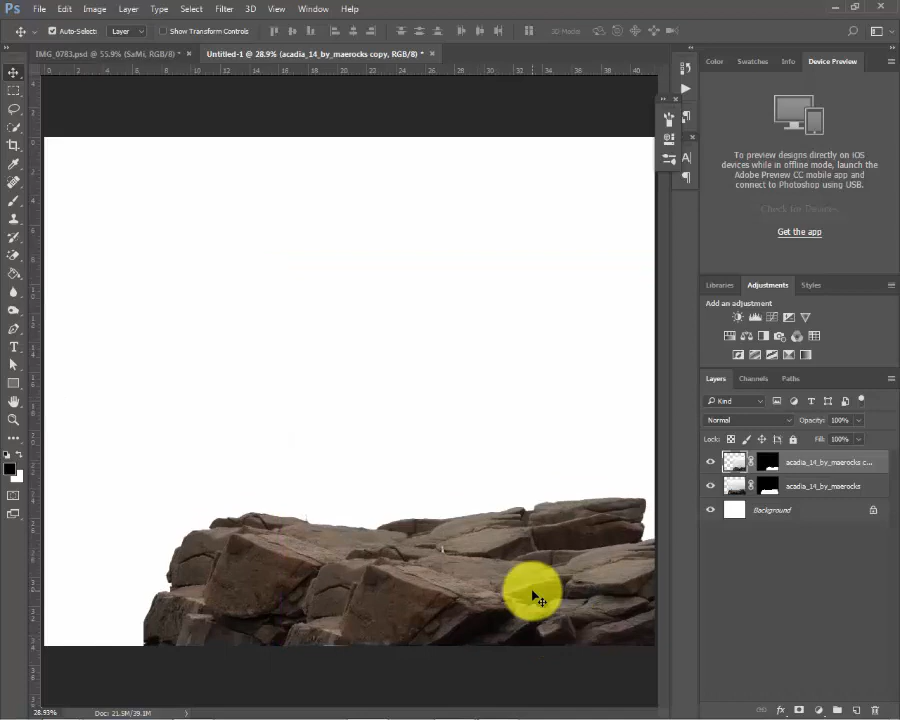 Ps File Edit Image Layer Type Select Filter 3D View Window Help
Auto-Select: Layer Show Transform Controls 3D Mode:
IMG_0783.psd @ 55.9% (SaMi, RGB/8) * × Untitled-1 @ 28.9% (acadia_14_by_maerocks copy, RGB/8) * ×
Color Swatches Info Device Preview
To preview designs directly on iOS
devices while in offline mode, launch the
Adobe Preview CC mobile app and
connect to Photoshop using USB.
Check for Devices
Get the app
Libraries Adjustments Styles
Add an adjustment
Layers Channels Paths
Kind
Normal Opacity: 100%
Lock: Fill: 100%
acadia_14_by_maerocks c...
acadia_14_by_maerocks
Background
28.93% Doc: 21.5M/39.1M